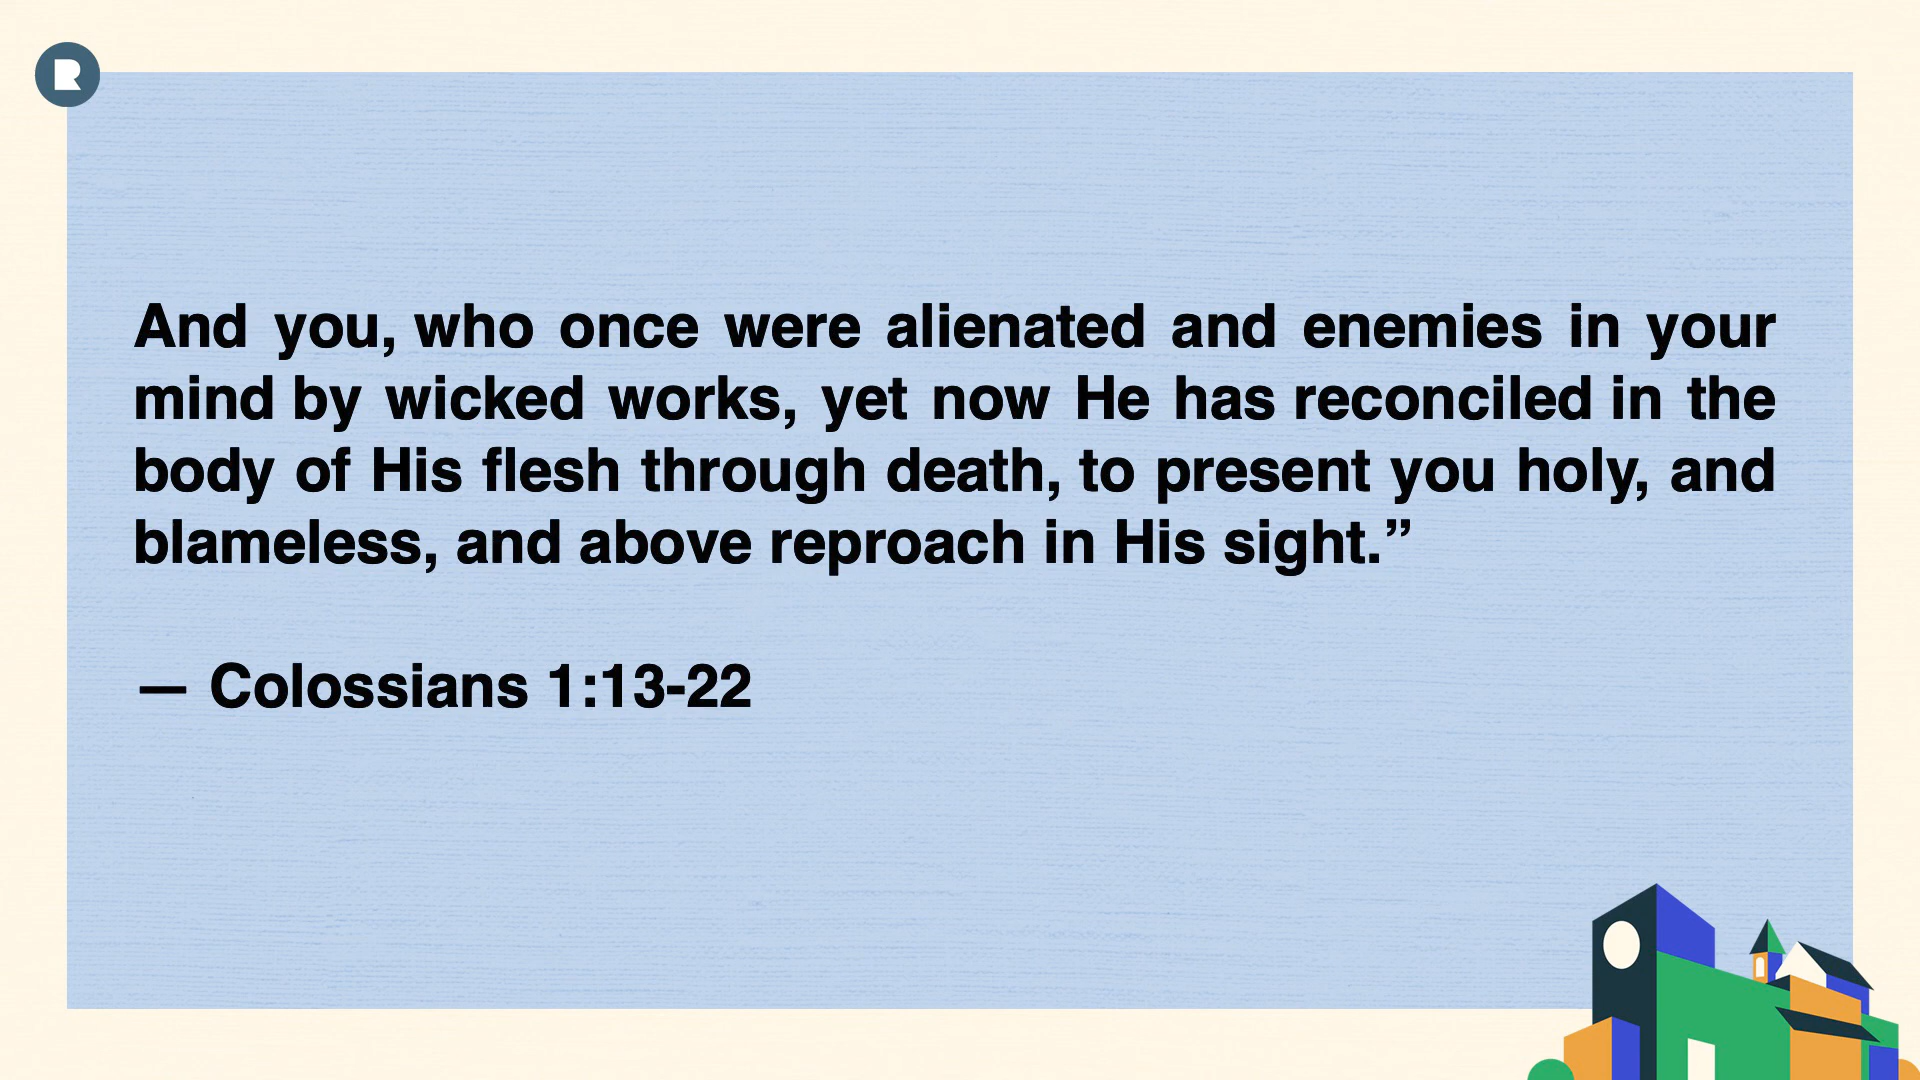 R
And you, who once were alienated and enemies in your
mind by wicked works, yet now He has reconciled in the
body of His flesh through death, to present you holy, and
blameless, and above reproach in His sight.”
— Colossians 1:13-22